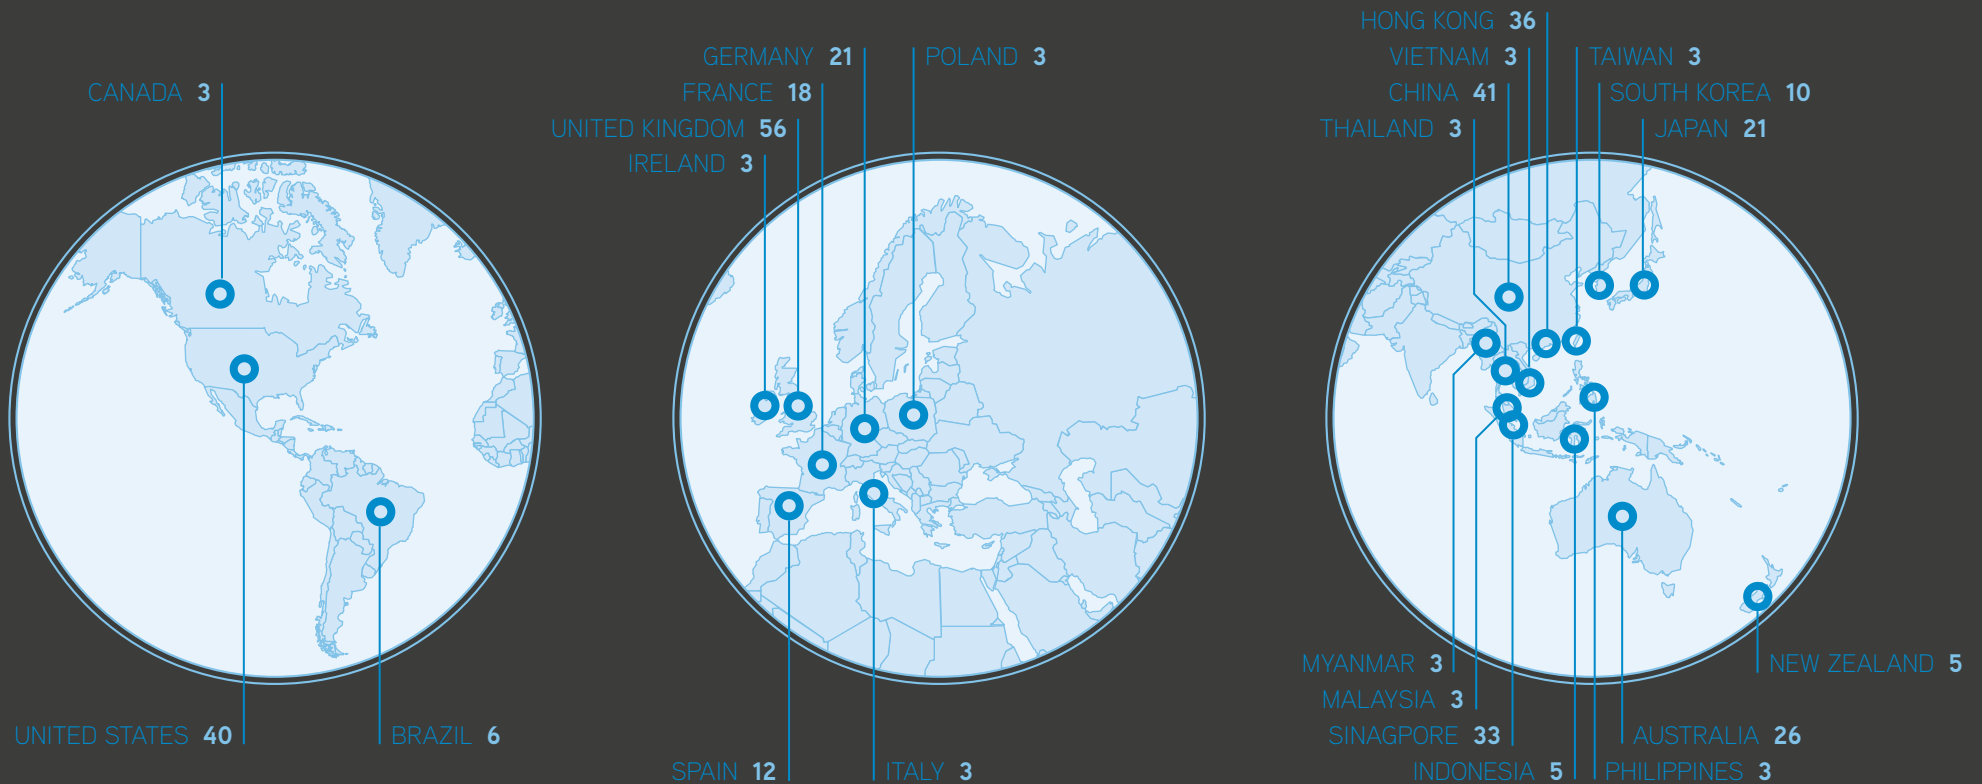 CANADA 3
UNITED STATES 40
BRAZIL 6
GERMANY 21
POLAND 3
FRANCE 18
UNITED KINGDOM 56
IRELAND 3
SPAIN 12
ITALY 3
HONG KONG 36
VIETNAM 3
TAIWAN 3
CHINA 41
SOUTH KOREA 10
THAILAND 3
JAPAN 21
MYANMAR 3
NEW ZEALAND 5
MALAYSIA 3
SINAGPORE 33
AUSTRALIA 26
INDONESIA 5
PHILIPPINES 3